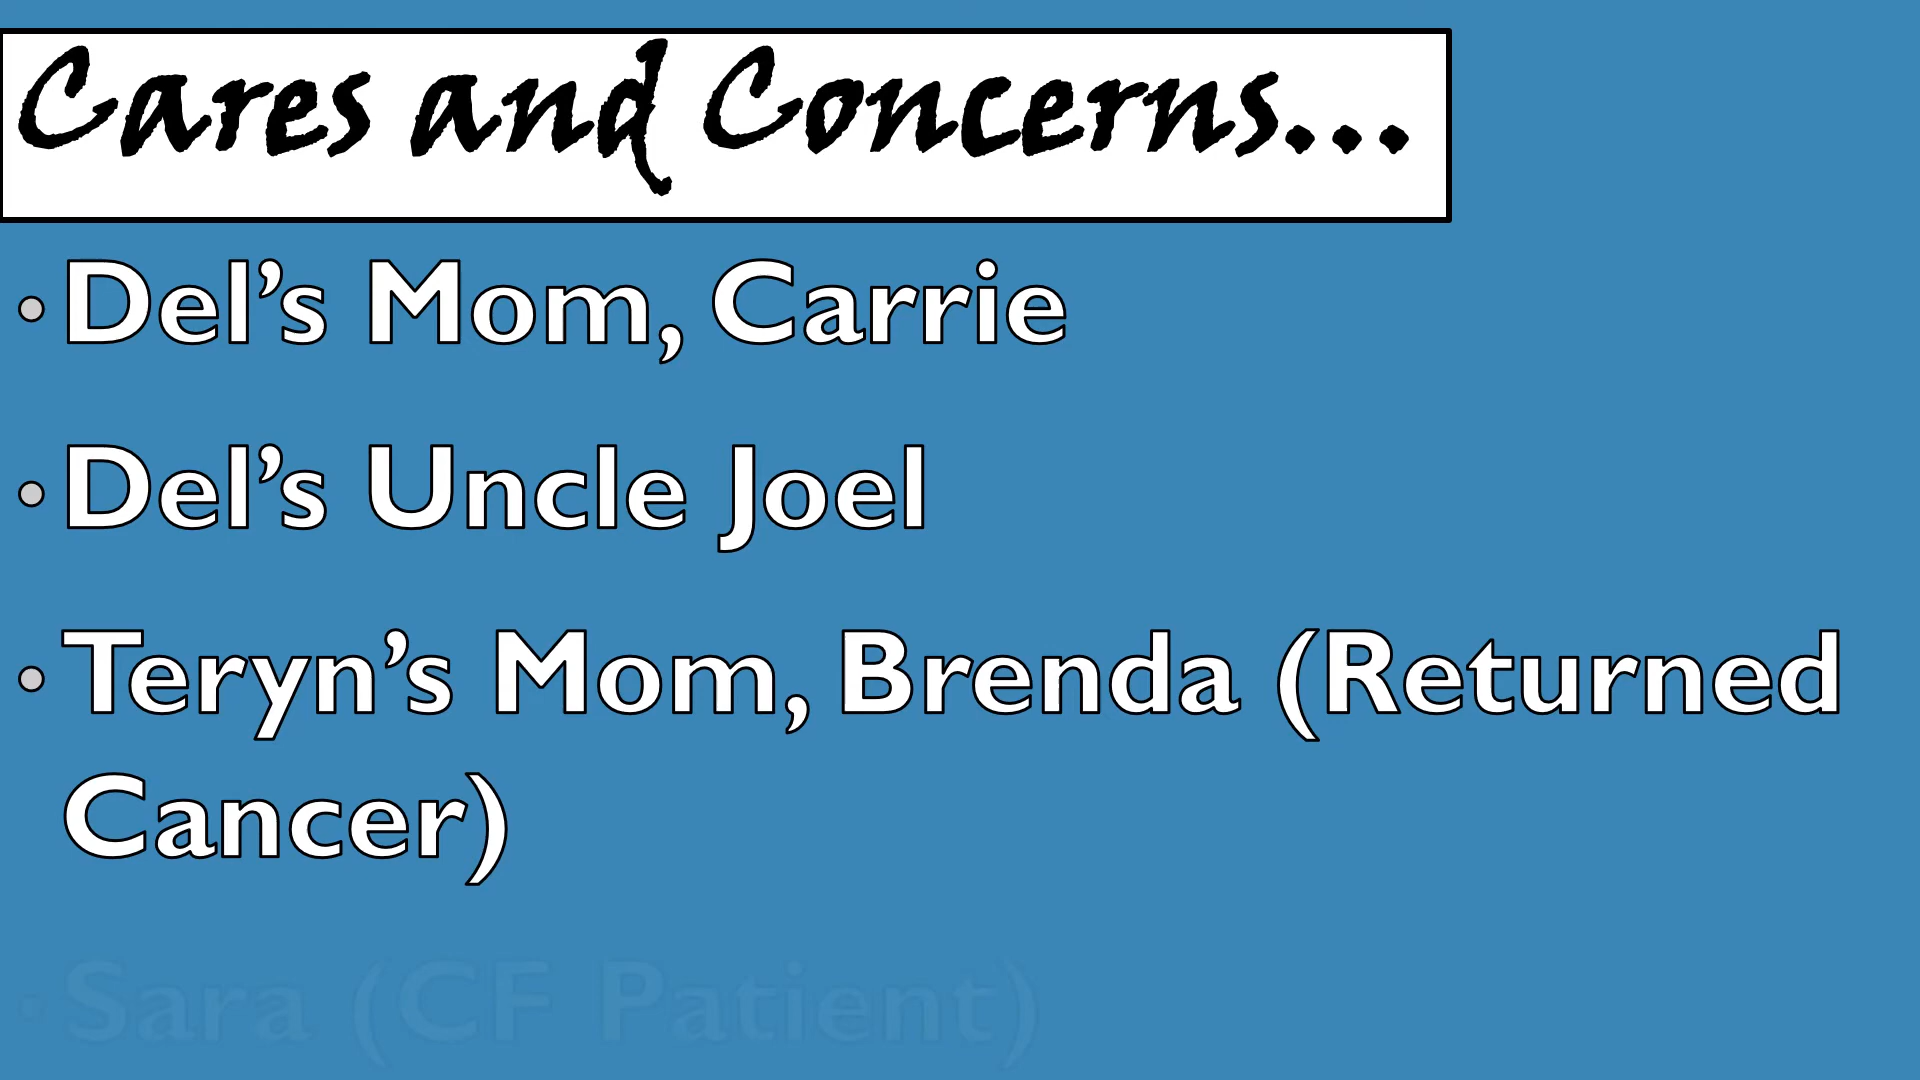 Cares and Concerns...
• Del’s Mom, Carrie
• Del’s Uncle Joel
• Teryn’s Mom, Brenda (Returned
Cancer)
• Sara (CF Patient)